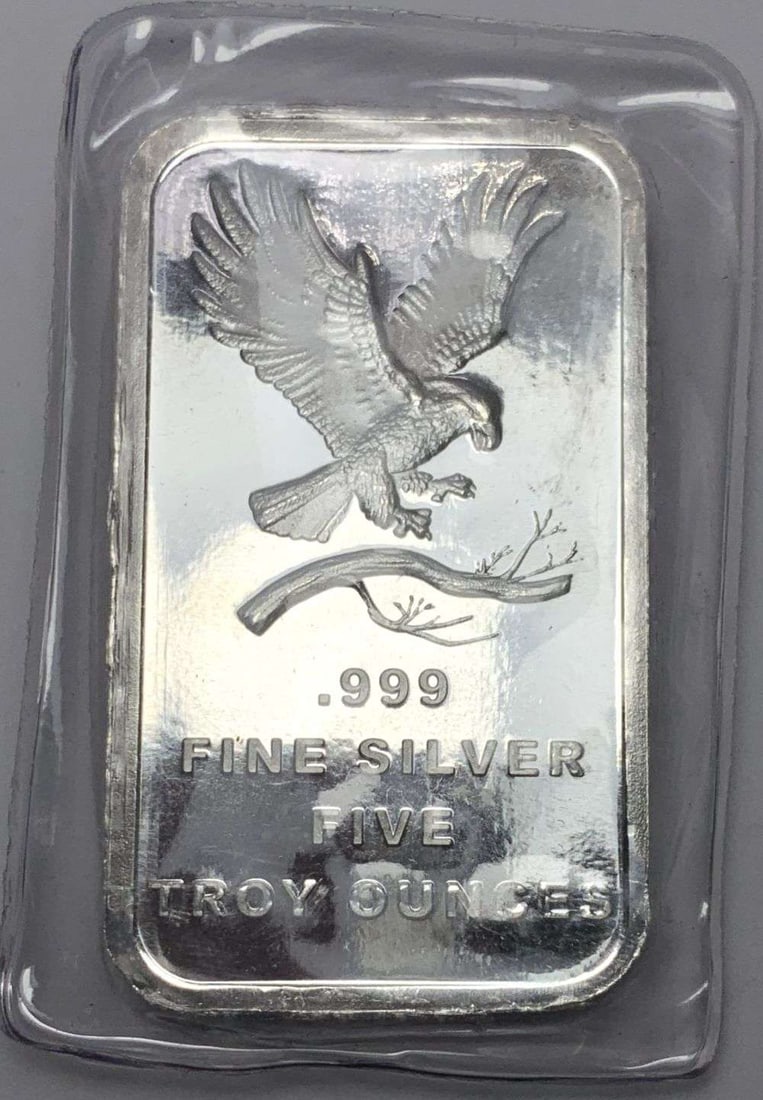 .999
FINE SILVER
FIVE
TROY OUNCES